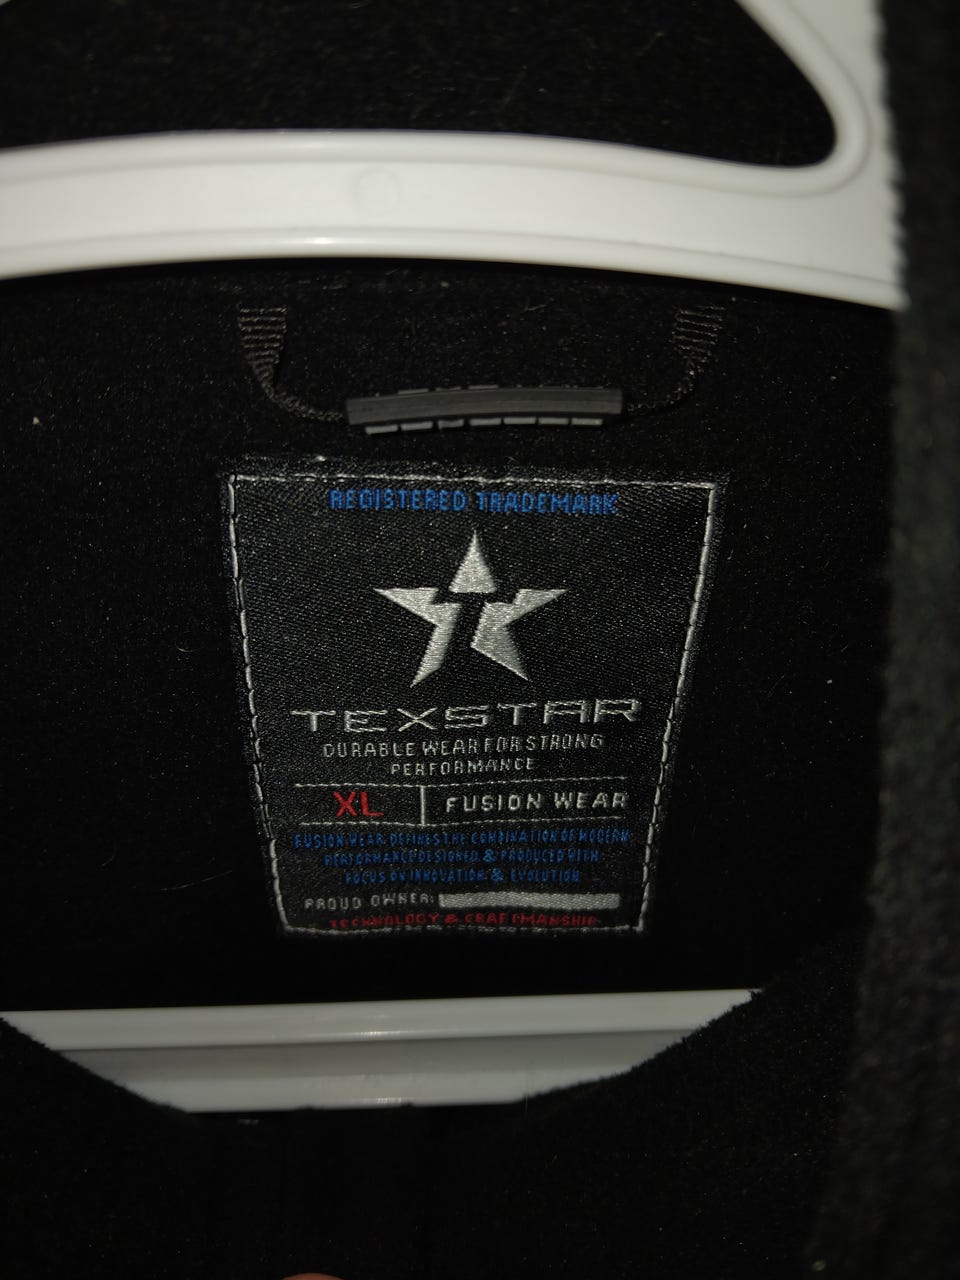 REGISTERED TRADEMARK
TEXSTAR
DURABLE WEAR FOR STRONG
PERFORMANCE
XL FUSION WEAR
FUSION WEAR DEFINES THE COMBINATION OF MODERN
PERFORMANCE DESIGNED & PRODUCED WITH
FOCUS ON INNOVATION & EVOLUTION
PROUD OWNER:
TECHNOLOGY & CRAFTMANSHIP